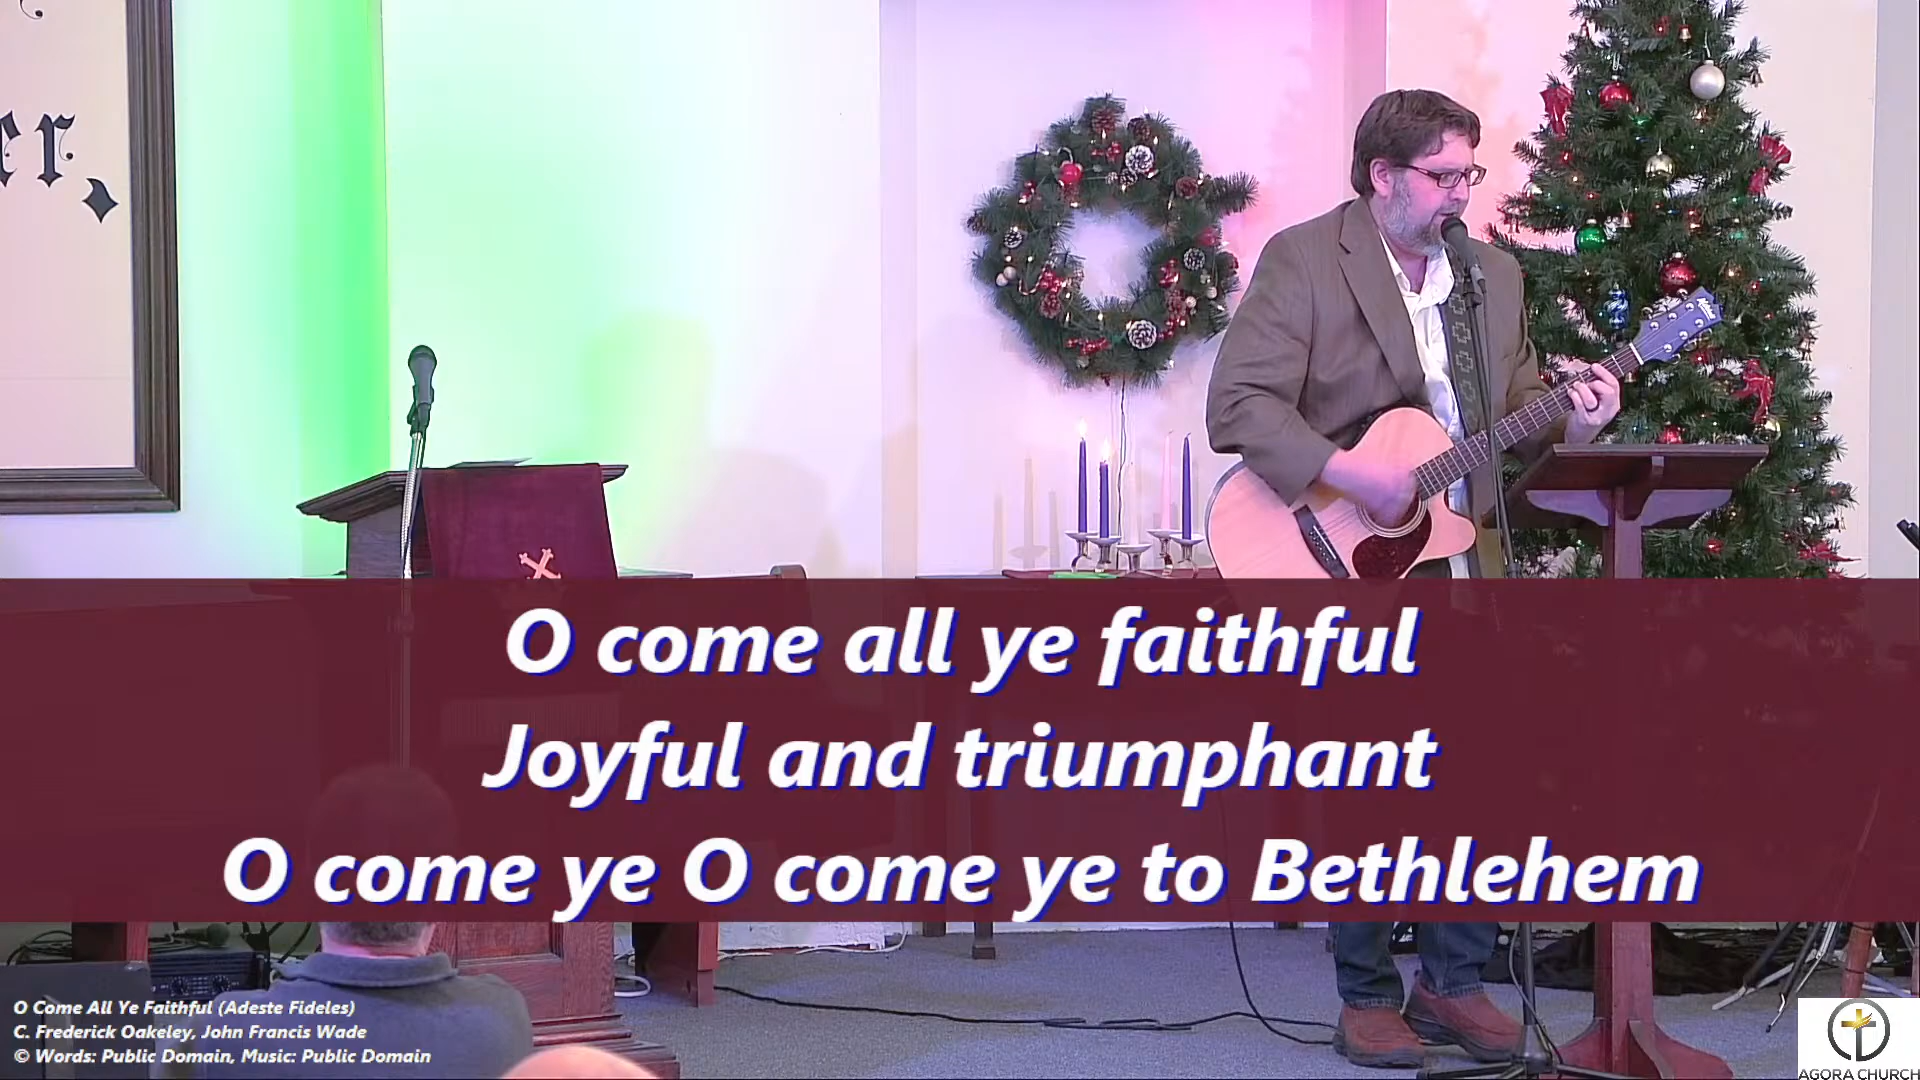 er.
O come all ye faithful
Joyful and triumphant
O come ye O come ye to Bethlehem
O Come All Ye Faithful (Adeste Fideles)
C. Frederick Oakeley, John Francis Wade
© Words: Public Domain, Music: Public Domain
AGORA CHURCH